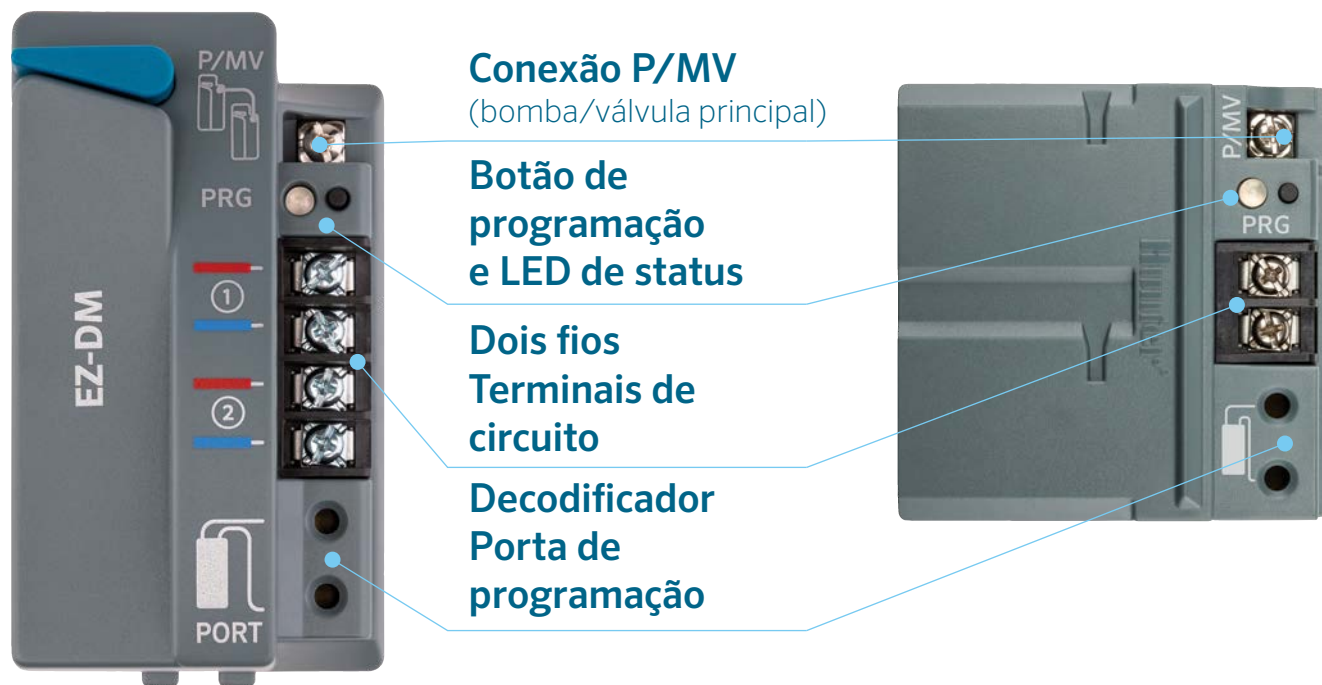 P/MV
PRG
1
2
EZ-DM
PORT
Conexão P/MV
(bomba/válvula principal)
Botão de
programação
e LED de status
Dois fios
Terminais de
circuito
Decodificador
Porta de
programação
P/MV
PRG
Hunter